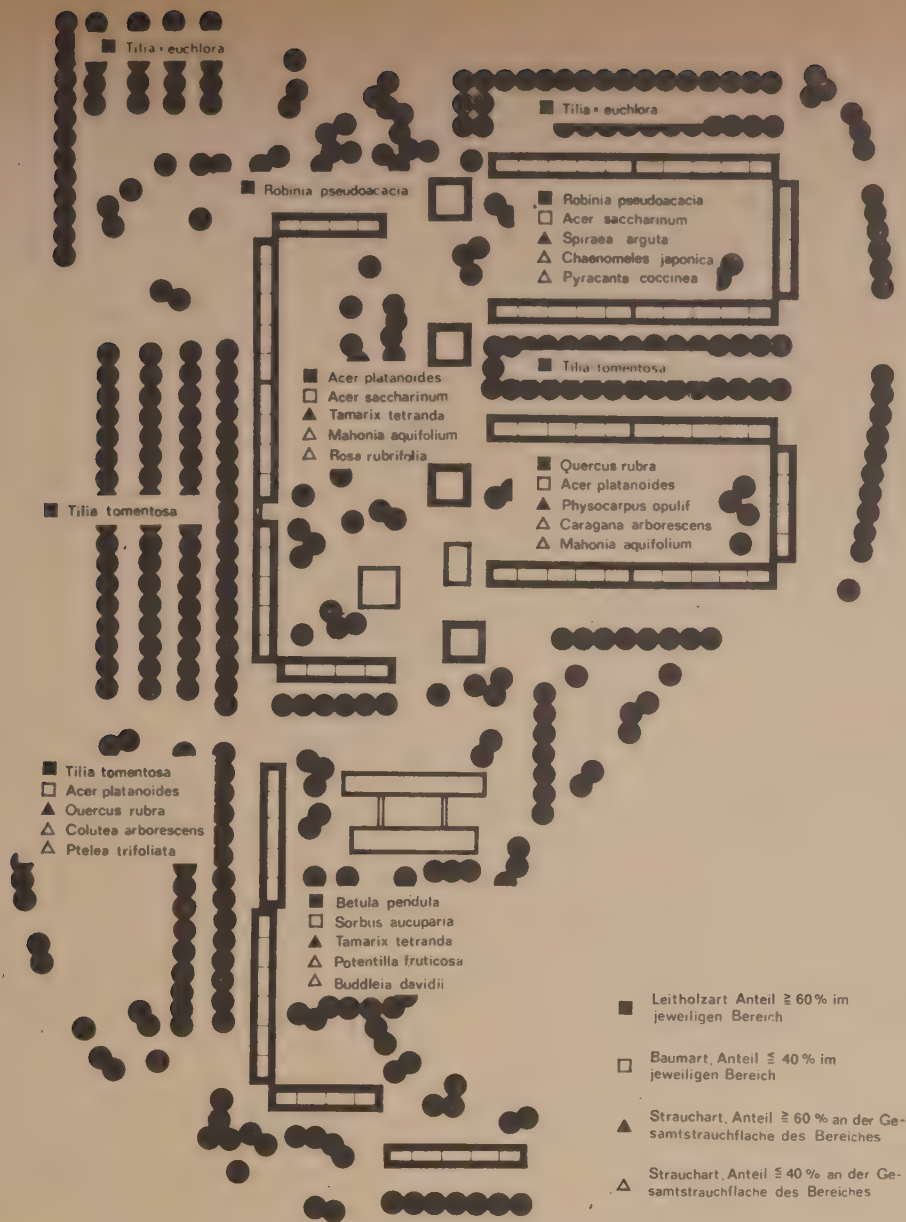 ■ Tilia × euchlora
■ Tilia × euchlora
■ Robinia pseudoacacia
■ Robinia pseudoacacia
□ Acer saccharinum
▲ Spiraea arguta
△ Chaenomeles japonica
△ Pyracanta coccinea
■ Tilia tomentosa
■ Acer platanoides
□ Acer saccharinum
▲ Tamarix tetranda
△ Mahonia aquifolium
△ Rosa rubrifolia
■ Quercus rubra
□ Acer platanoides
▲ Physocarpus opulif
△ Caragana arborescens
△ Mahonia aquifolium
■ Tilia tomentosa
■ Tilia tomentosa
□ Acer platanoides
▲ Quercus rubra
△ Colutea arborescens
△ Ptelea trifoliata
■ Betula pendula
□ Sorbus aucuparia
▲ Tamarix tetranda
△ Potentilla fruticosa
△ Buddleia davidii
■ Leitholzart Anteil ≧ 60 % im
jeweiligen Bereich
□ Baumart, Anteil ≦ 40 % im
jeweiligen Bereich
▲ Strauchart, Anteil ≧ 60 % an der Ge-
samtstrauchfläche des Bereiches
△ Strauchart, Anteil ≦ 40 % an der Ge-
samtstrauchfläche des Bereiches